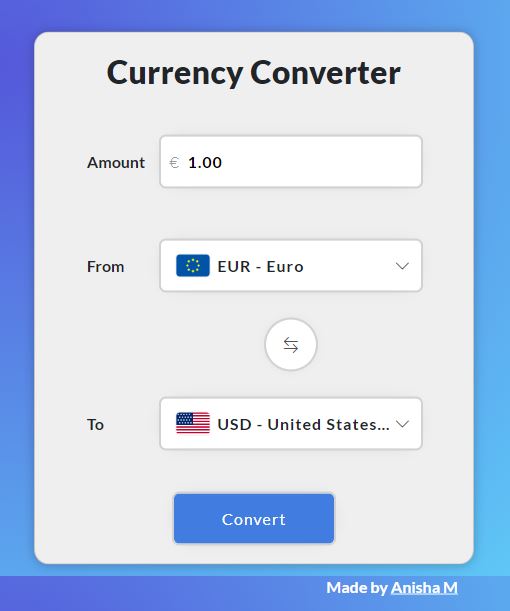 Currency Converter
Amount € 1.00
From EUR - Euro
To USD - United States...
Convert
Made by Anisha M